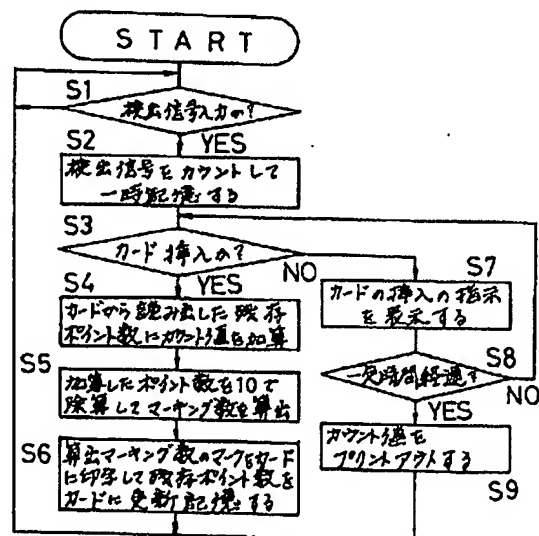 START
S1
検出信号入力か?
S2
YES
検出信号をカウントして
一時記憶する
S3
カード挿入か?
NO
S4
YES
カードから読み出した残存
ポイント数にカウント値を加算
S5
加算したポイント数を10で
除算してマーキング数を算出
S6
算出マーキング数のマークをカード
に印字して残存ポイント数を
カードに更新記憶する
S7
カードの挿入の指示
を表示する
S8
一定時間経過?
NO
YES
カウント値を
プリントアウトする
S9